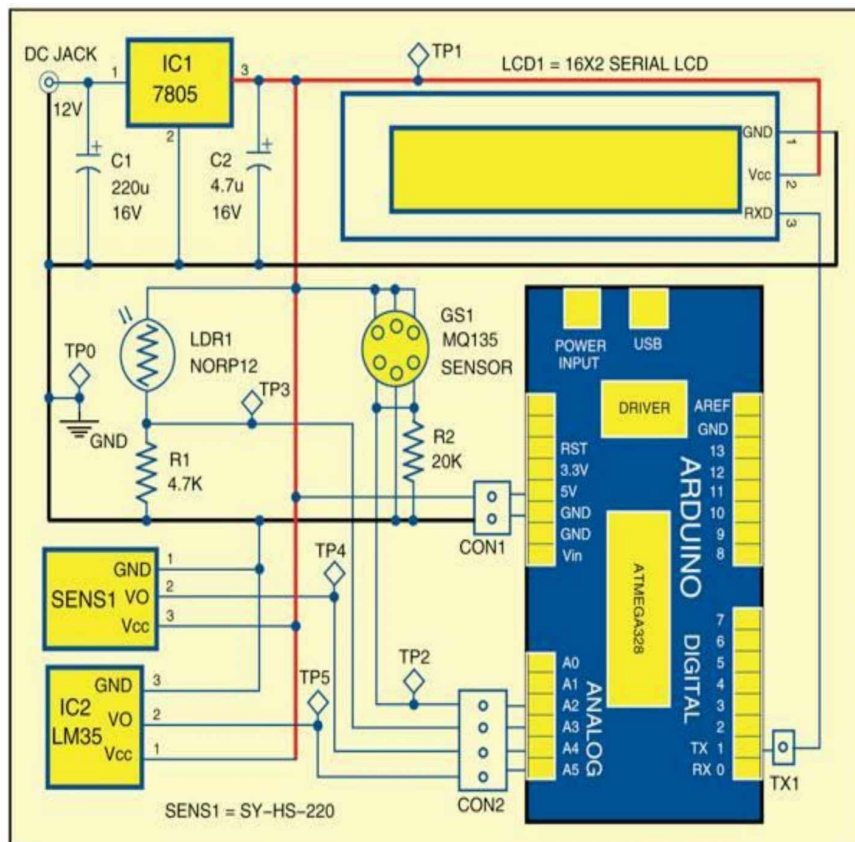 DC JACK
12V
1
IC1
7805
3
2
TP1
LCD1 = 16X2 SERIAL LCD
C1
220u
16V
C2
4.7u
16V
GND
1
Vcc
2
RXD
3
TP0
GND
LDR1
NORP12
TP3
R1
4.7K
GS1
MQ135
SENSOR
R2
20K
CON1
POWER
INPUT
USB
DRIVER
RST
3.3V
5V
GND
GND
Vin
AREF
GND
13
12
11
10
9
8
ARDUINO
ATMEGA328
SENS1
GND
1
VO
2
Vcc
3
TP4
IC2
LM35
GND
3
VO
2
Vcc
1
TP5
TP2
CON2
A0
A1
A2
A3
A4
A5
ANALOG
DIGITAL
7
6
5
4
3
2
TX 1
RX 0
TX1
SENS1 = SY-HS-220